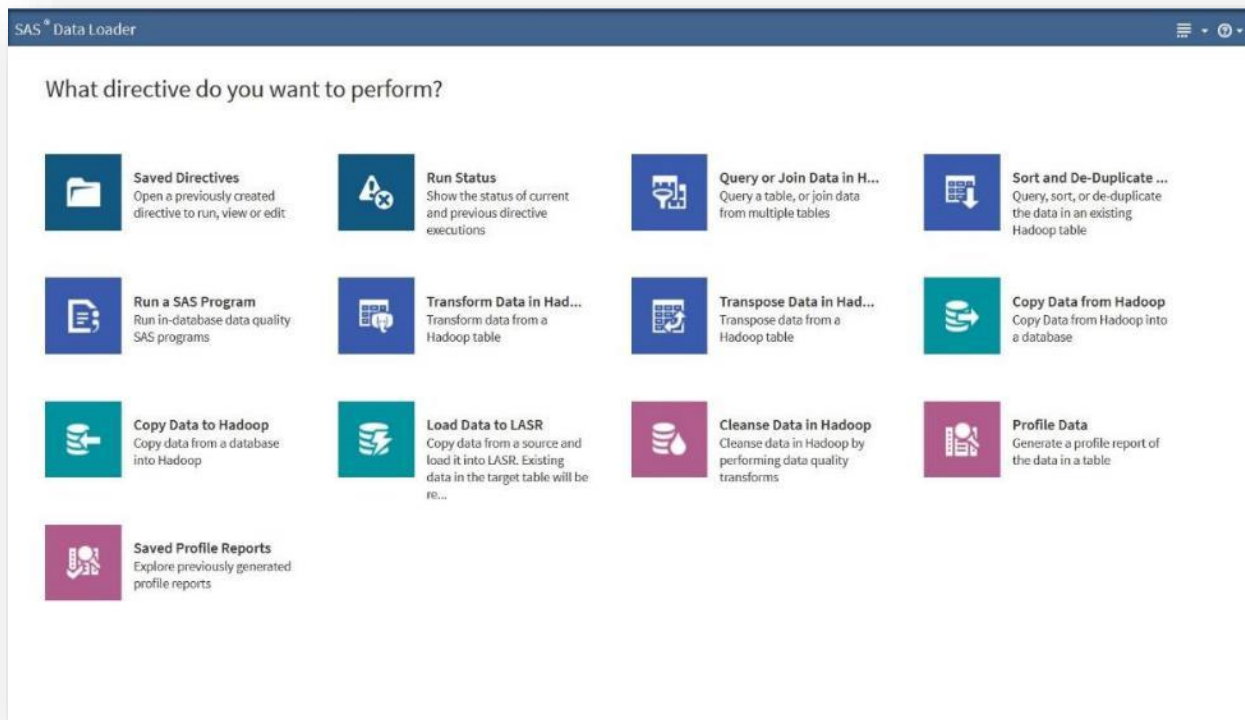 SAS® Data Loader
What directive do you want to perform?
Saved Directives
Open a previously created
directive to run, view or edit
Run Status
Show the status of current
and previous directive
executions
Query or Join Data in H...
Query a table, or join data
from multiple tables
Sort and De-Duplicate ...
Query, sort, or de-duplicate
the data in an existing
Hadoop table
Run a SAS Program
Run in-database data quality
SAS programs
Transform Data in Had...
Transform data from a
Hadoop table
Transpose Data in Had...
Transpose data from a
Hadoop table
Copy Data from Hadoop
Copy Data from Hadoop into
a database
Copy Data to Hadoop
Copy data from a database
into Hadoop
Load Data to LASR
Copy data from a source and
load it into LASR. Existing
data in the target table will be
re...
Cleanse Data in Hadoop
Cleanse data in Hadoop by
performing data quality
transforms
Profile Data
Generate a profile report of
the data in a table
Saved Profile Reports
Explore previously generated
profile reports